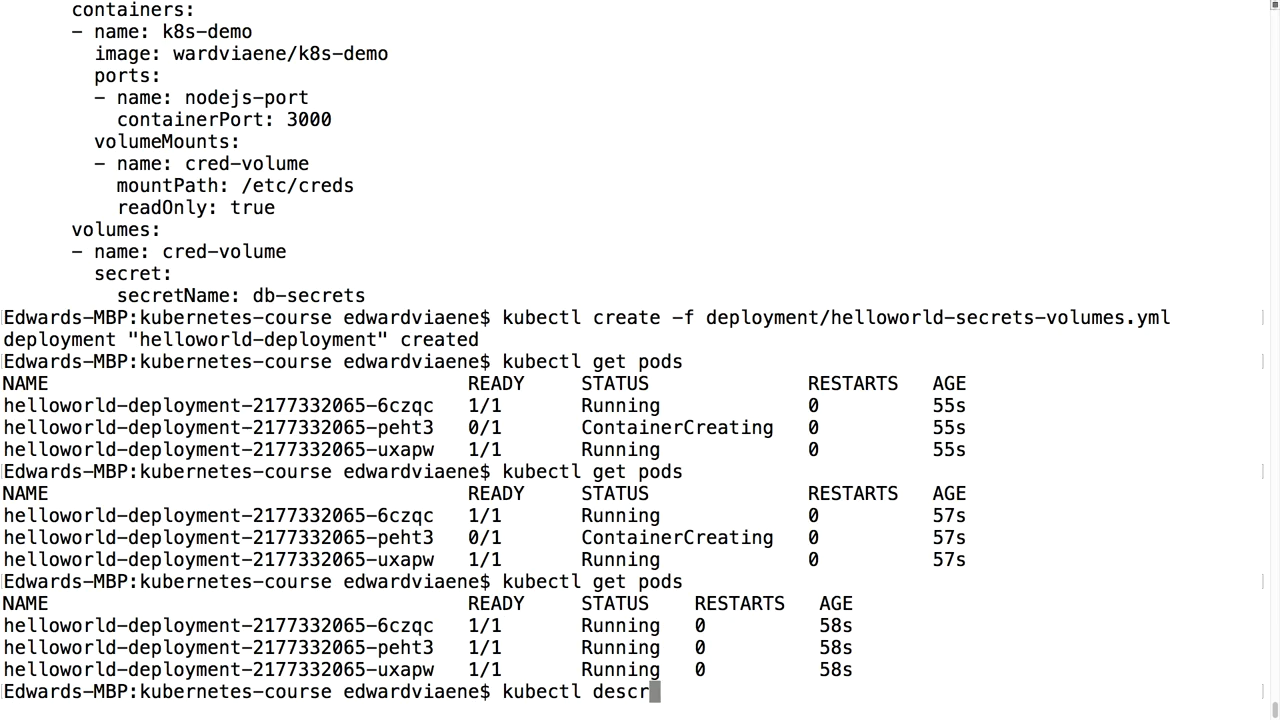 containers:
- name: k8s-demo
image: wardviaene/k8s-demo
ports:
- name: nodejs-port
containerPort: 3000
volumeMounts:
- name: cred-volume
mountPath: /etc/creds
readOnly: true
volumes:
- name: cred-volume
secret:
secretName: db-secrets
Edwards-MBP:kubernetes-course edwardviaene$ kubectl create -f deployment/helloworld-secrets-volumes.yml
deployment "helloworld-deployment" created
Edwards-MBP:kubernetes-course edwardviaene$ kubectl get pods
NAME READY STATUS RESTARTS AGE
helloworld-deployment-2177332065-6czqc 1/1 Running 0 55s
helloworld-deployment-2177332065-peht3 0/1 ContainerCreating 0 55s
helloworld-deployment-2177332065-uxapw 1/1 Running 0 55s
Edwards-MBP:kubernetes-course edwardviaene$ kubectl get pods
NAME READY STATUS RESTARTS AGE
helloworld-deployment-2177332065-6czqc 1/1 Running 0 57s
helloworld-deployment-2177332065-peht3 0/1 ContainerCreating 0 57s
helloworld-deployment-2177332065-uxapw 1/1 Running 0 57s
Edwards-MBP:kubernetes-course edwardviaene$ kubectl get pods
NAME READY STATUS RESTARTS AGE
helloworld-deployment-2177332065-6czqc 1/1 Running 0 58s
helloworld-deployment-2177332065-peht3 1/1 Running 0 58s
helloworld-deployment-2177332065-uxapw 1/1 Running 0 58s
Edwards-MBP:kubernetes-course edwardviaene$ kubectl descr